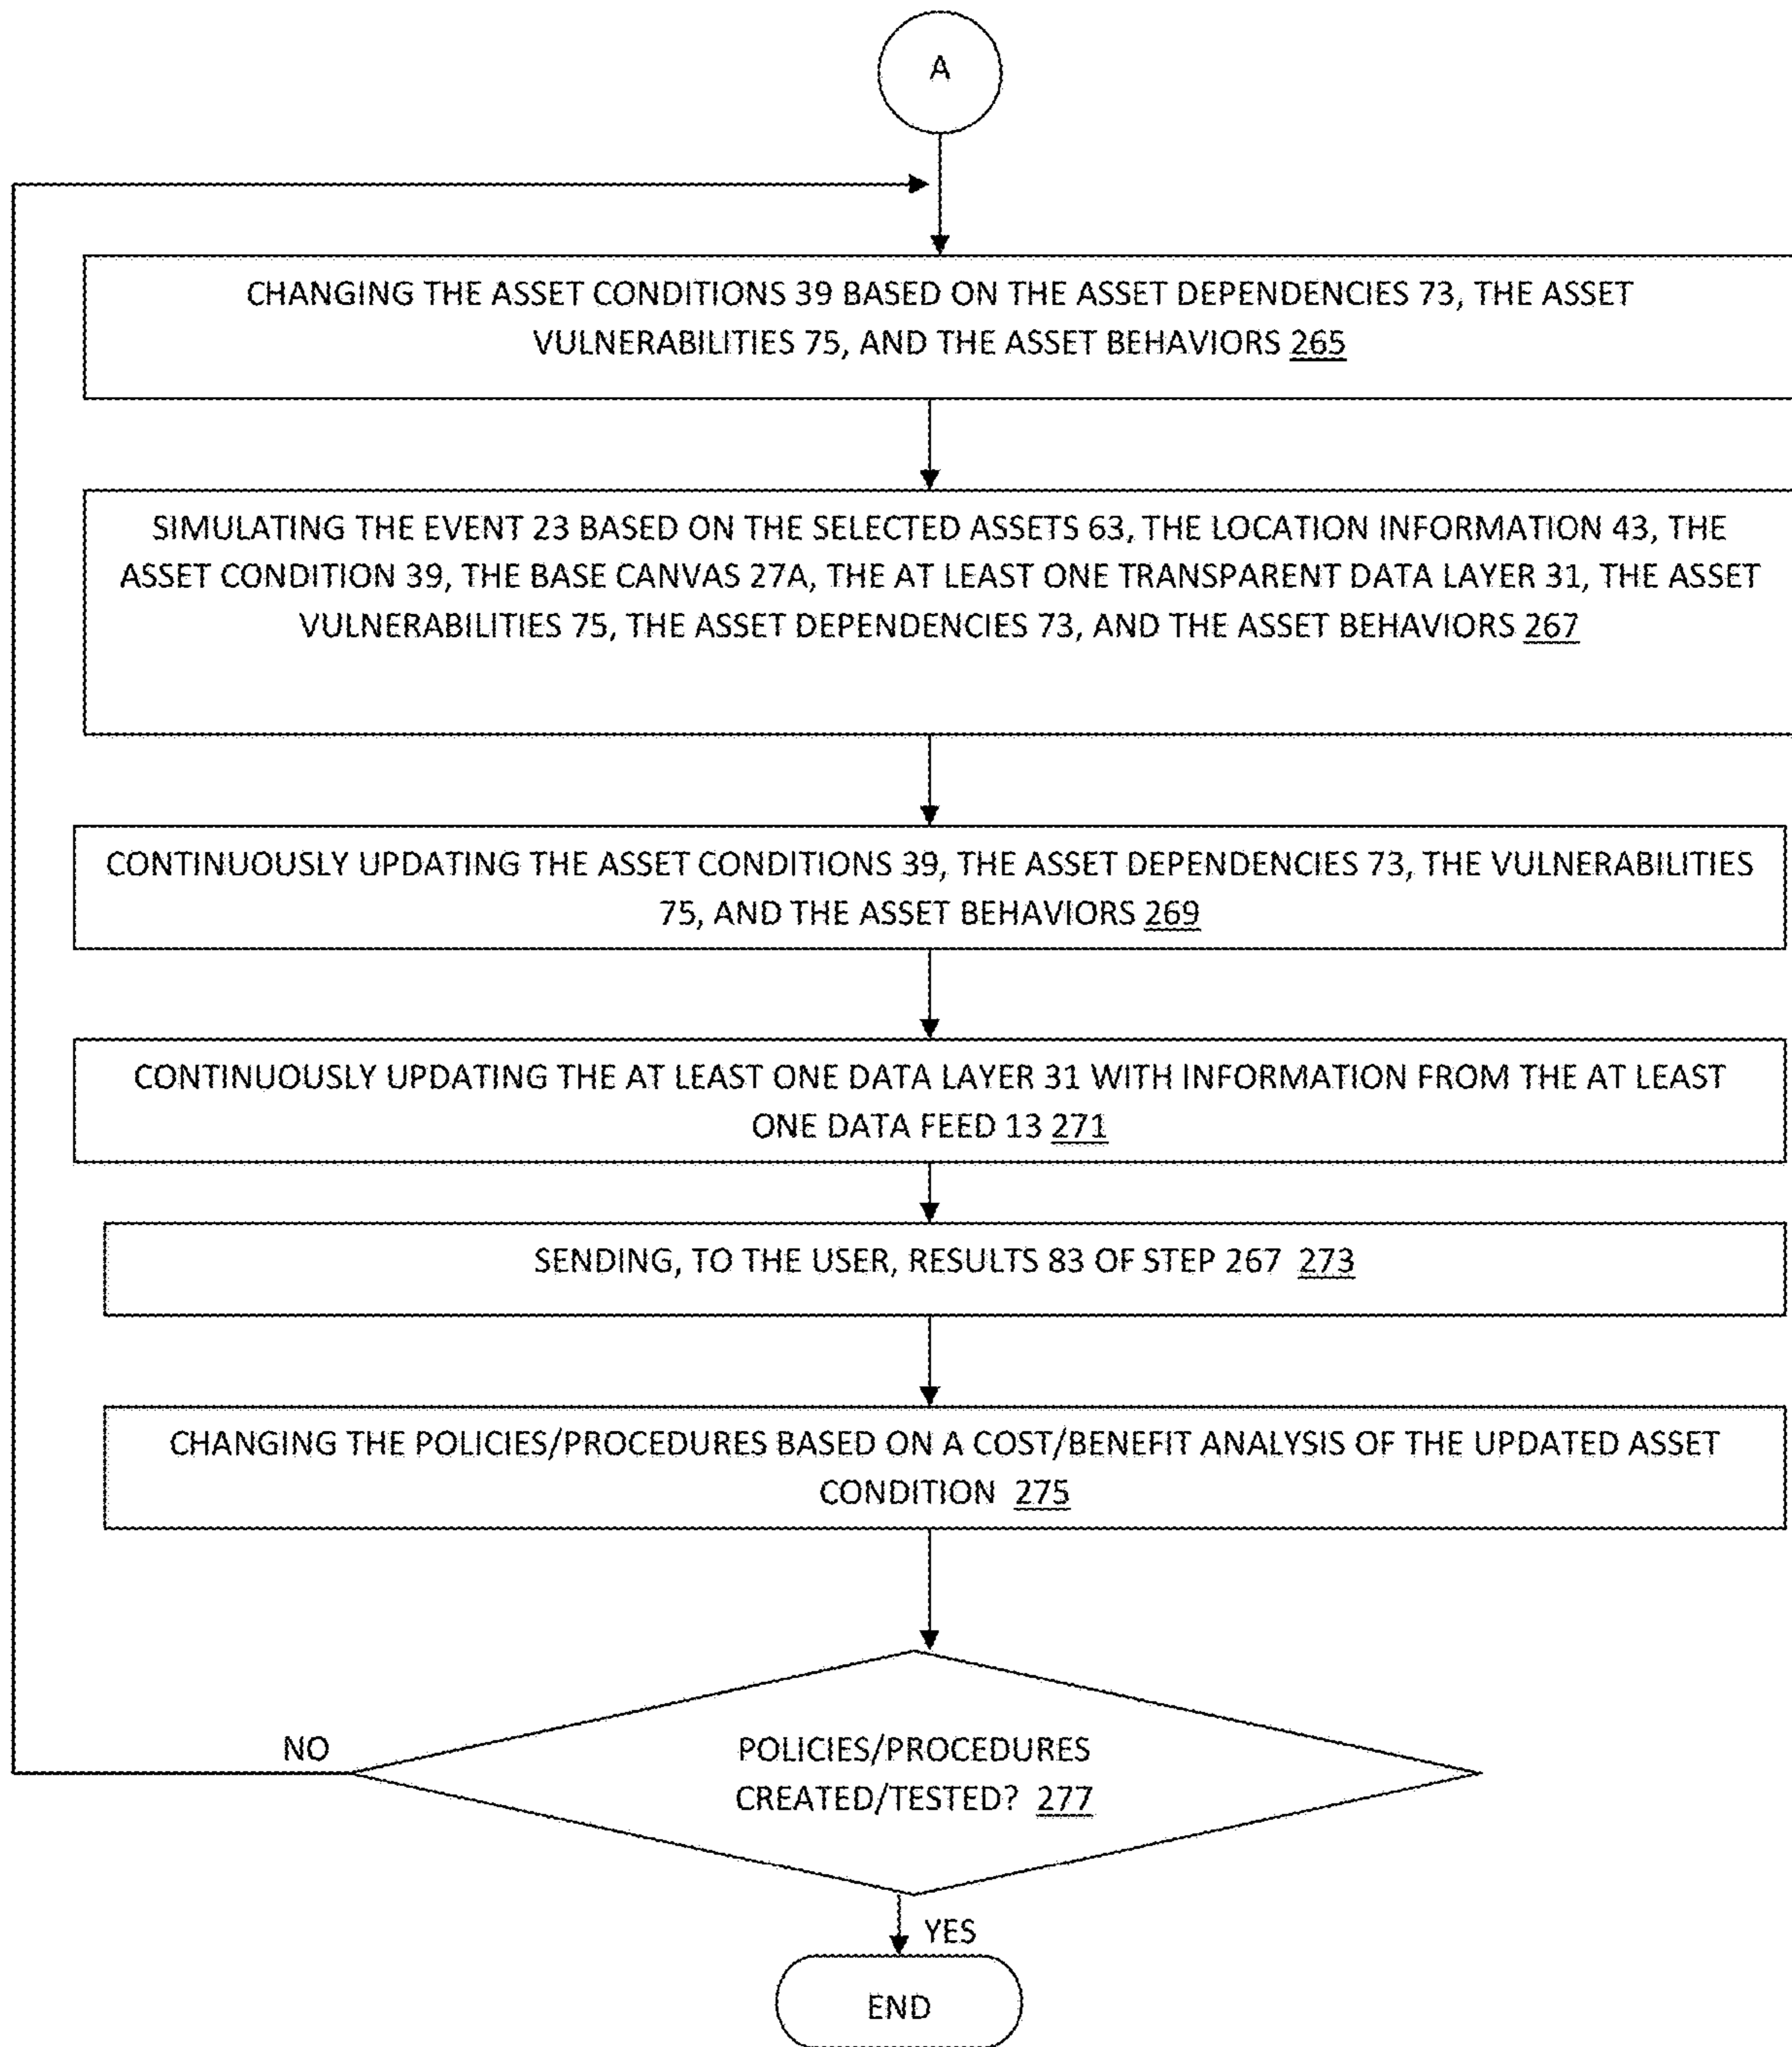 A
CHANGING THE ASSET CONDITIONS 39 BASED ON THE ASSET DEPENDENCIES 73, THE ASSET
VULNERABILITIES 75, AND THE ASSET BEHAVIORS 265
SIMULATING THE EVENT 23 BASED ON THE SELECTED ASSETS 63, THE LOCATION INFORMATION 43, THE
ASSET CONDITION 39, THE BASE CANVAS 27A, THE AT LEAST ONE TRANSPARENT DATA LAYER 31, THE ASSET
VULNERABILITIES 75, THE ASSET DEPENDENCIES 73, AND THE ASSET BEHAVIORS 267
CONTINUOUSLY UPDATING THE ASSET CONDITIONS 39, THE ASSET DEPENDENCIES 73, THE VULNERABILITIES
75, AND THE ASSET BEHAVIORS 269
CONTINUOUSLY UPDATING THE AT LEAST ONE DATA LAYER 31 WITH INFORMATION FROM THE AT LEAST
ONE DATA FEED 13 271
SENDING, TO THE USER, RESULTS 83 OF STEP 267 273
CHANGING THE POLICIES/PROCEDURES BASED ON A COST/BENEFIT ANALYSIS OF THE UPDATED ASSET
CONDITION 275
NO
POLICIES/PROCEDURES
CREATED/TESTED? 277
YES
END